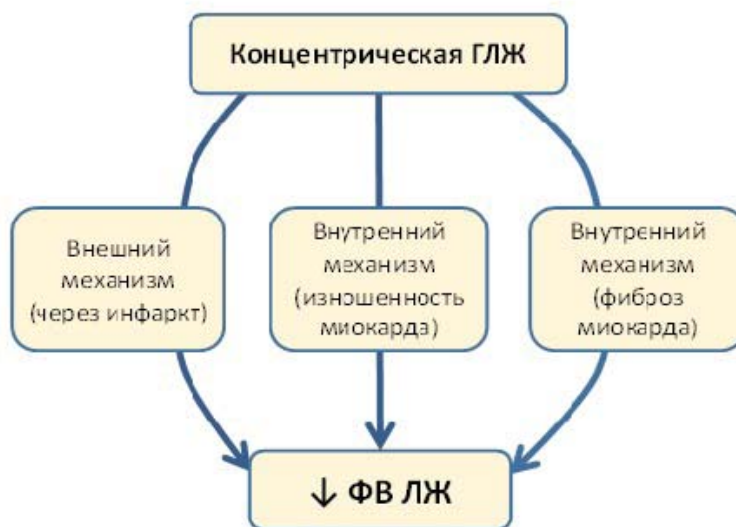 Концентрическая ГЛЖ
Внешний
механизм
(через инфаркт)
Внутренний
механизм
(изношенность
миокарда)
Внутренний
механизм
(фиброз
миокарда)
↓ ФВ ЛЖ